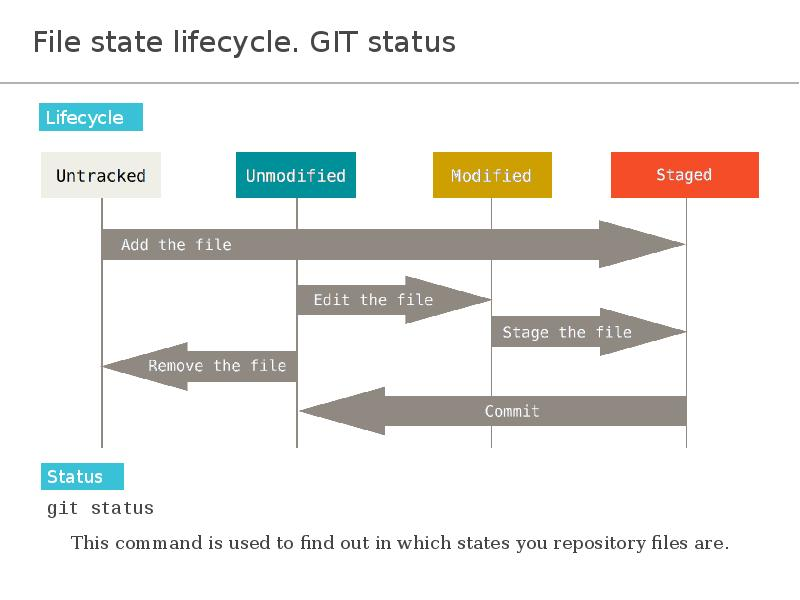 File state lifecycle. GIT status
Lifecycle
Untracked
Unmodified
Modified
Staged
Add the file
Edit the file
Stage the file
Remove the file
Commit
Status
git status
This command is used to find out in which states you repository files are.